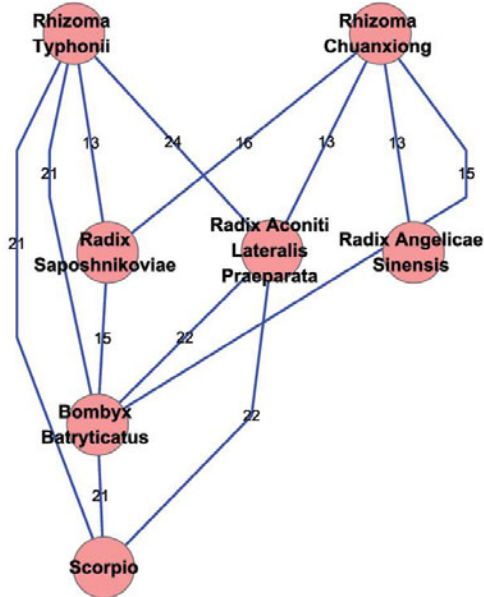 Rhizoma
Typhonii
Rhizoma
Chuanxiong
13
24
16
13
13
21
15
21
Radix
Saposhnikoviae
Radix Aconiti
Lateralis
Praeparata
Radix Angelicae
Sinensis
15
22
Bombyx
Batryticatus
22
21
Scorpio